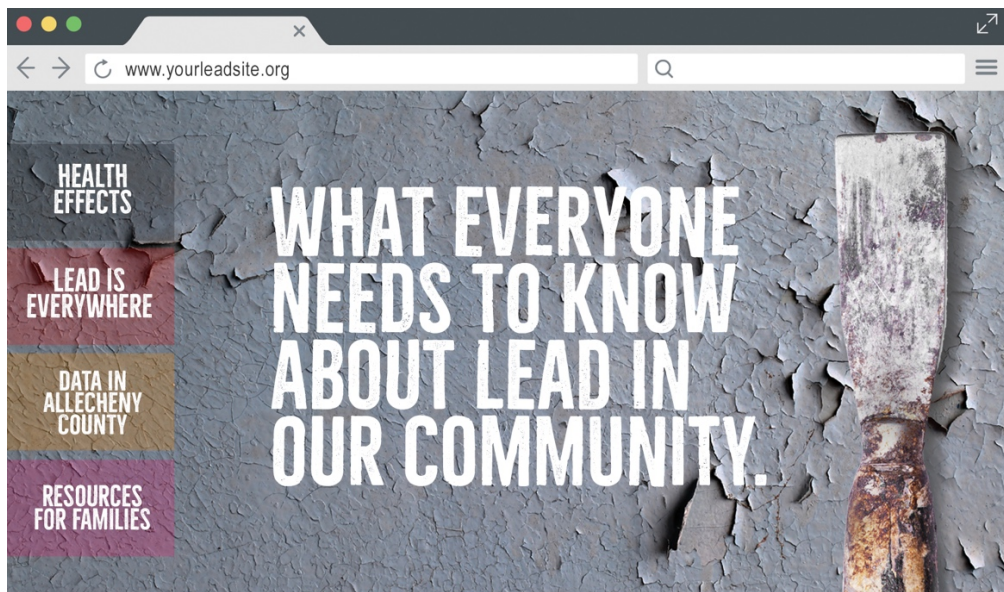 www.yourleadsite.org
HEALTH
EFFECTS
LEAD IS
EVERYWHERE
DATA IN
ALLECHENY
COUNTY
RESOURCES
FOR FAMILIES
WHAT EVERYONE
NEEDS TO KNOW
ABOUT LEAD IN
OUR COMMUNITY.